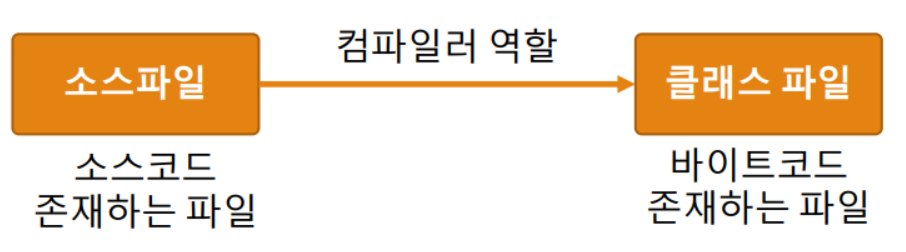 컴파일러 역할
소스파일
클래스 파일
소스코드
존재하는 파일
바이트코드
존재하는 파일